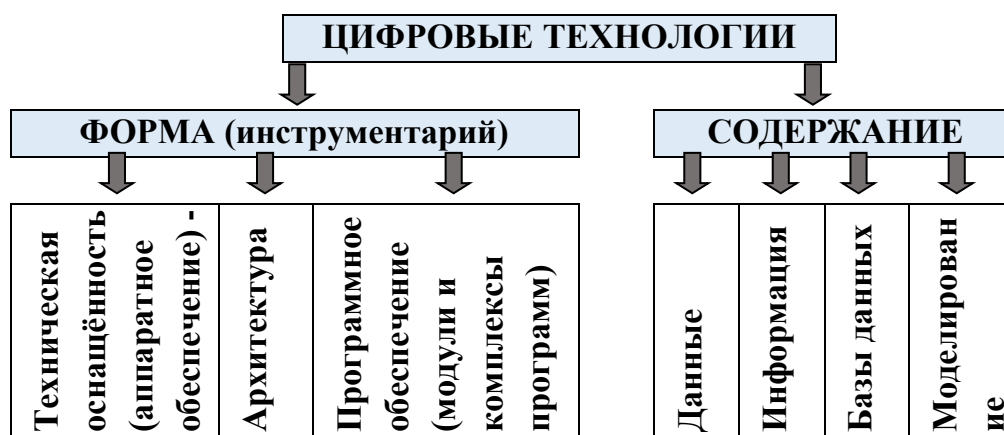 ЦИФРОВЫЕ ТЕХНОЛОГИИ
ФОРМА (инструментарий)
СОДЕРЖАНИЕ
Техническая
оснащённость
(аппаратное
обеспечение) -
Архитектура
Программное
обеспечение
(модули и
комплексы
программ)
Данные
Информация
Базы данных
Моделирован
ие